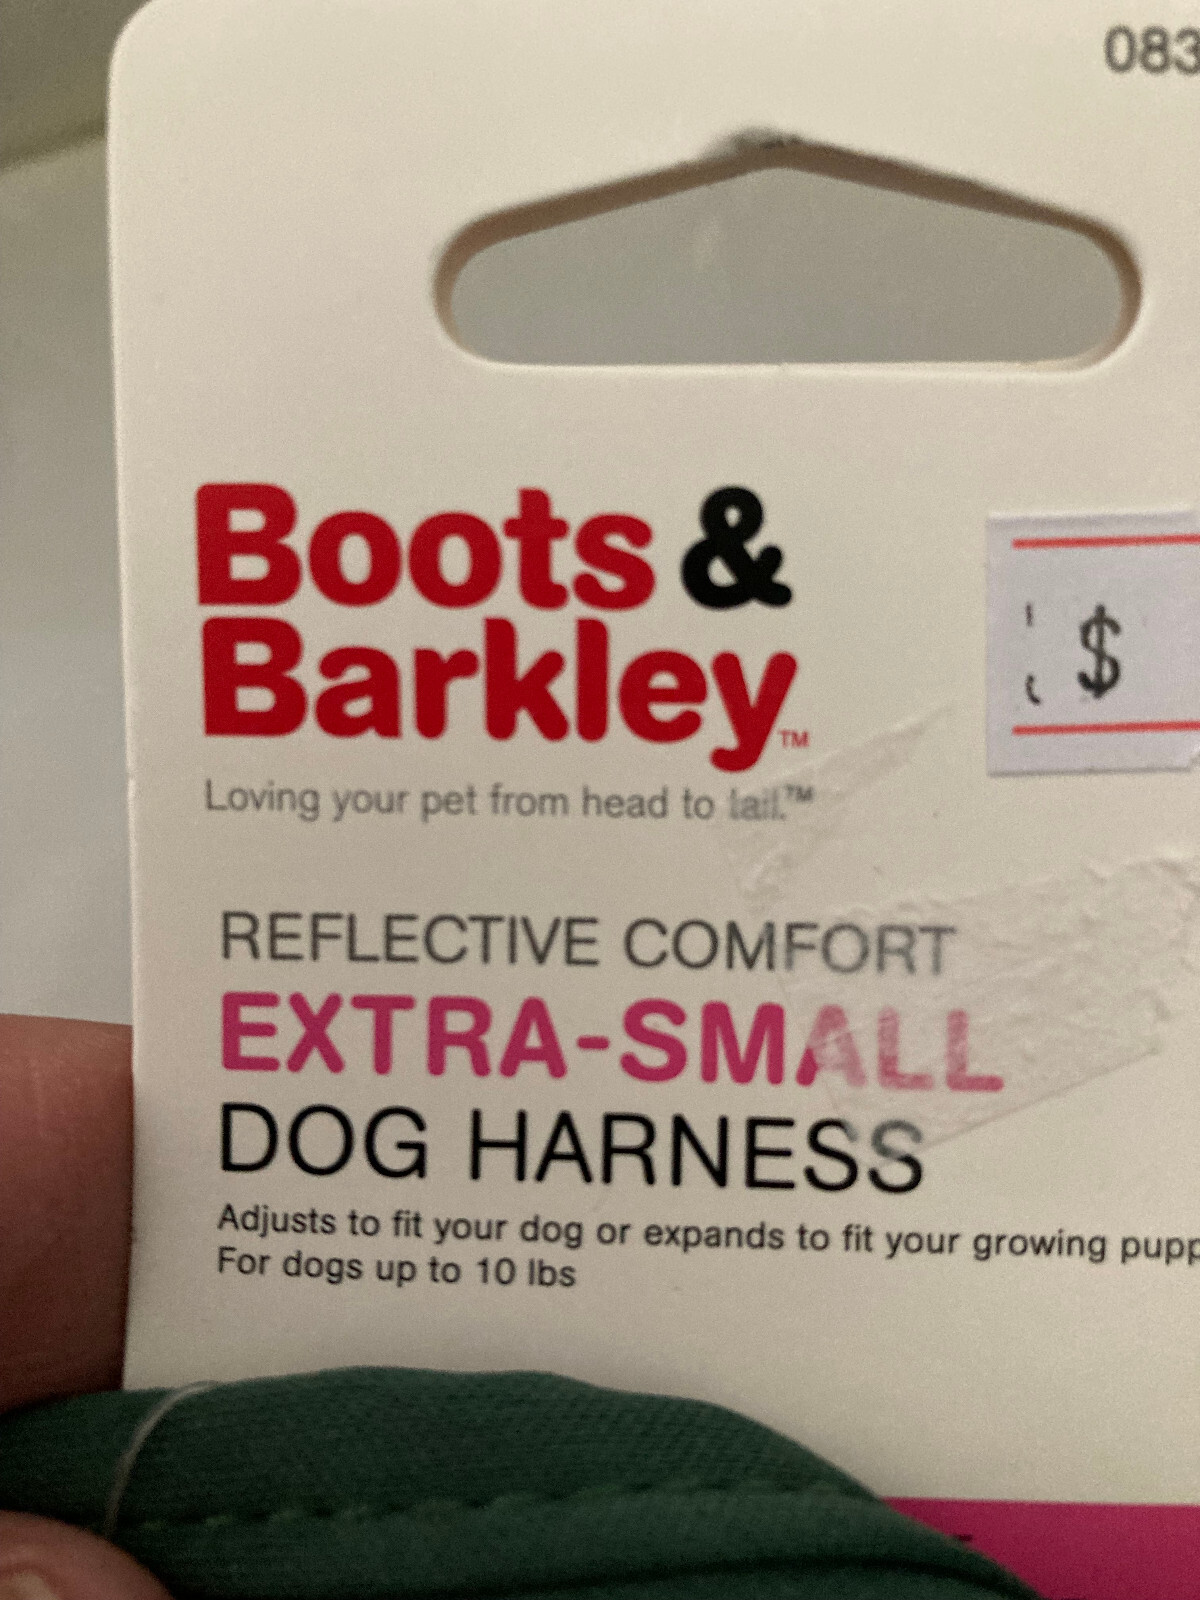 083
Boots &
Barkley™
Loving your pet from head to tail.™
$
REFLECTIVE COMFORT
EXTRA-SMALL
DOG HARNESS
Adjusts to fit your dog or expands to fit your growing pupp
For dogs up to 10 lbs